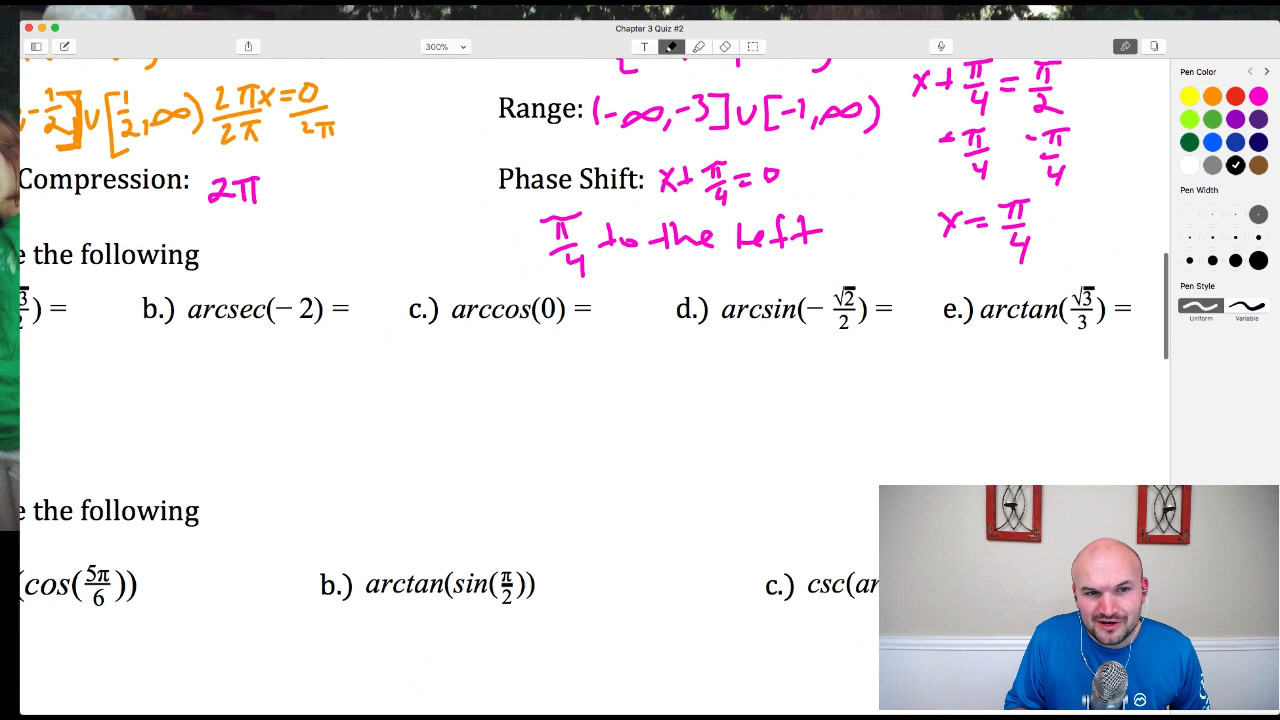 Chapter 3 Quiz #2
300%
T
Pen Color
Pen Width
Pen Style
Uniform
Variable
x + π/4 = π/2
- 1/2] ∪ [1/2, ∞) 2πx/2π = 0/2π
Range: (-∞, -3] ∪ [-1, ∞)
- π/4 - π/4
Compression: 2π
Phase Shift: x + π/4 = 0
π/4 to the left
x = π/4
e the following
) =
b.) arcsec(− 2) =
c.) arccos(0) =
d.) arcsin(− √2/2) =
e.) arctan(√3/3) =
e the following
(cos(5π/6))
b.) arctan(sin(π/2))
c.) csc(ar